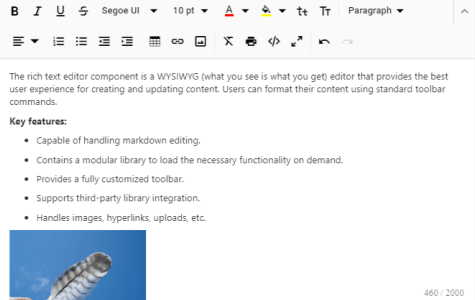 B I U S Segoe UI 10 pt A tt TT Paragraph
The rich text editor component is a WYSIWYG (what you see is what you get) editor that provides the best
user experience for creating and updating content. Users can format their content using standard toolbar
commands.
Key features:
Capable of handling markdown editing.
Contains a modular library to load the necessary functionality on demand.
Provides a fully customized toolbar.
Supports third-party library integration.
Handles images, hyperlinks, uploads, etc.
460 / 2000